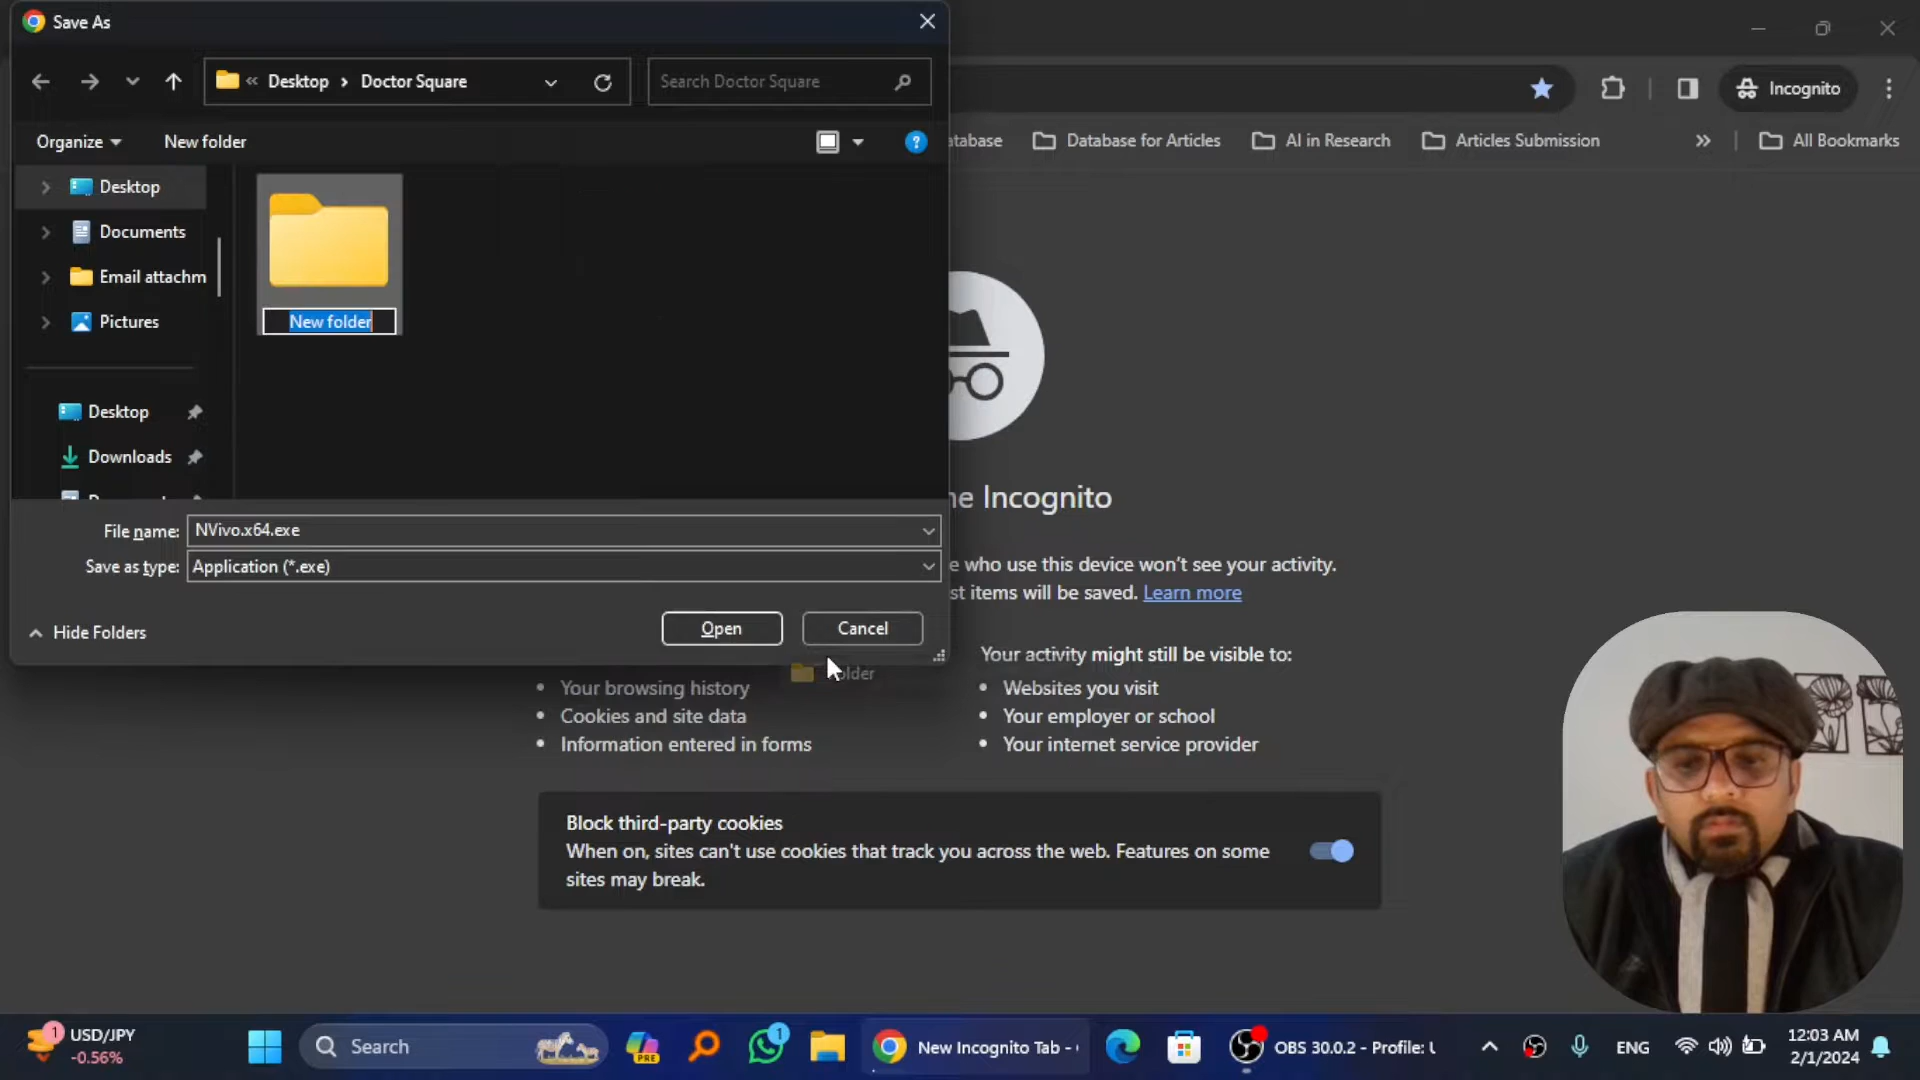 Save As
« Desktop › Doctor Square
Search Doctor Square
Incognito
Organize
New folder
?
atabase
Database for Articles
AI in Research
Articles Submission
»
All Bookmarks
Desktop
Documents
Email attachm
Pictures
New folder
Desktop
Downloads
File name:
NVivo.x64.exe
Save as type:
Application (*.exe)
Hide Folders
Open
Cancel
older
ne Incognito
e who use this device won't see your activity.
st items will be saved. Learn more
Your browsing history
Cookies and site data
Information entered in forms
Your activity might still be visible to:
Websites you visit
Your employer or school
Your internet service provider
Block third-party cookies
When on, sites can't use cookies that track you across the web. Features on some
sites may break.
1
USD/JPY
-0.56%
Search
PRE
1
New Incognito Tab -
OBS 30.0.2 - Profile: U
ENG
12:03 AM
2/1/2024